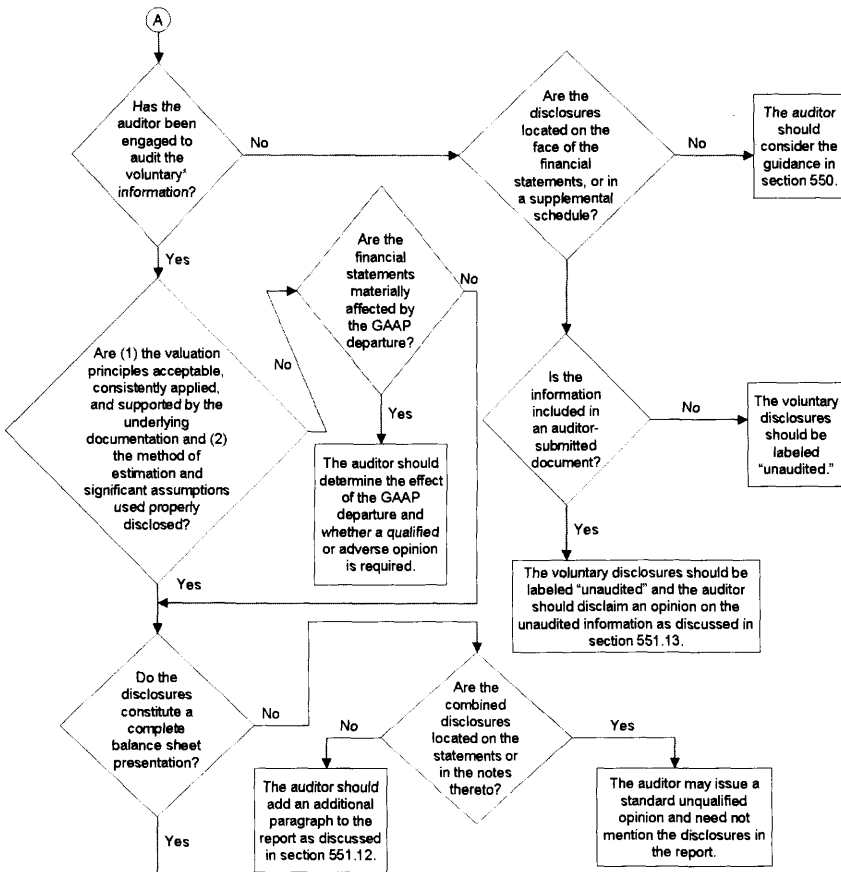 A
Has the
auditor been
engaged to
audit the
voluntary*
information?
No
Yes
Are the
disclosures
located on the
face of the
financial
statements, or in
a supplemental
schedule?
No
The auditor
should
consider the
guidance in
section 550.
Are the
financial
statements
materially
affected by
the GAAP
departure?
No
Yes
The auditor should
determine the effect
of the GAAP
departure and
whether a qualified
or adverse opinion
is required.
Are (1) the valuation
principles acceptable,
consistently applied,
and supported by the
underlying
documentation and (2)
the method of
estimation and
significant assumptions
used properly
disclosed?
No
Yes
Is the
information
included in
an auditor-
submitted
document?
No
The voluntary
disclosures
should be
labeled
“unaudited.”
Yes
The voluntary disclosures should be
labeled “unaudited” and the auditor
should disclaim an opinion on the
unaudited information as discussed in
section 551.13.
Do the
disclosures
constitute a
complete
balance sheet
presentation?
No
Yes
Are the
combined
disclosures
located on the
statements or
in the notes
thereto?
No
The auditor should
add an additional
paragraph to the
report as discussed
in section 551.12.
Yes
The auditor may issue a
standard unqualified
opinion and need not
mention the disclosures in
the report.